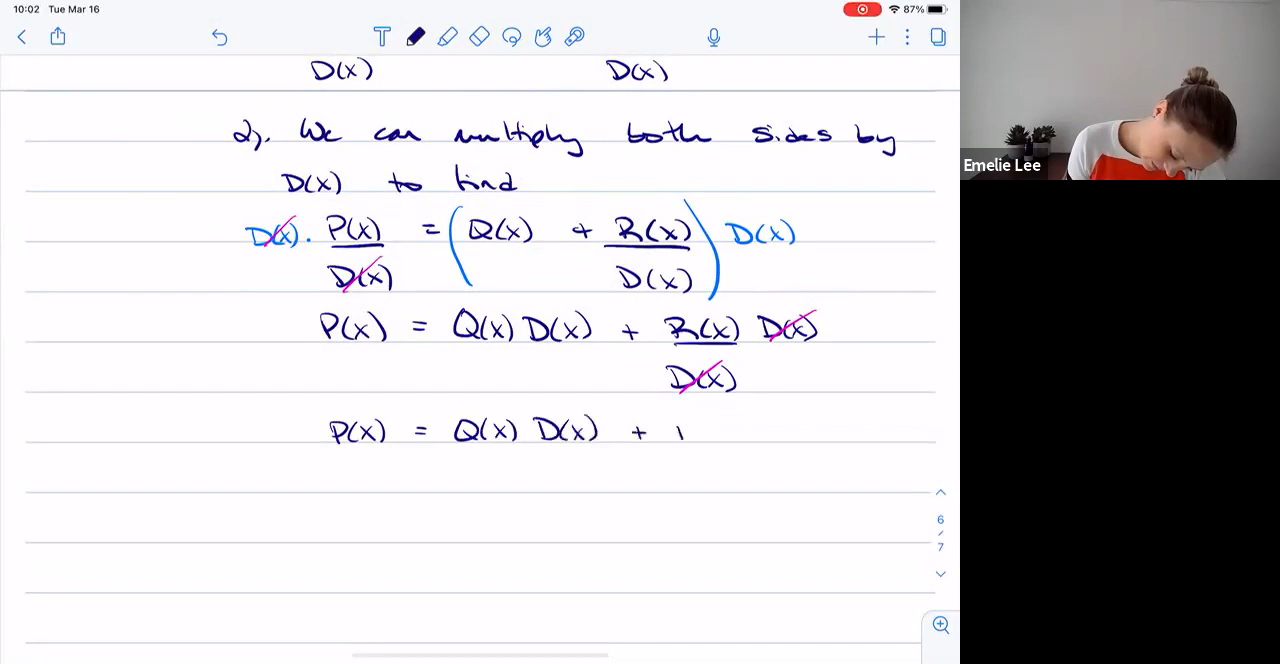 10:02 Tue Mar 16
87%
D(x) D(x)
2). We can multiply both sides by
D(x) to find
D(x) · P(x) = ( Q(x) + R(x) ) D(x)
D(x) D(x)
P(x) = Q(x) D(x) + R(x) D(x)
D(x)
P(x) = Q(x) D(x) +
6
/
7
Emelie Lee